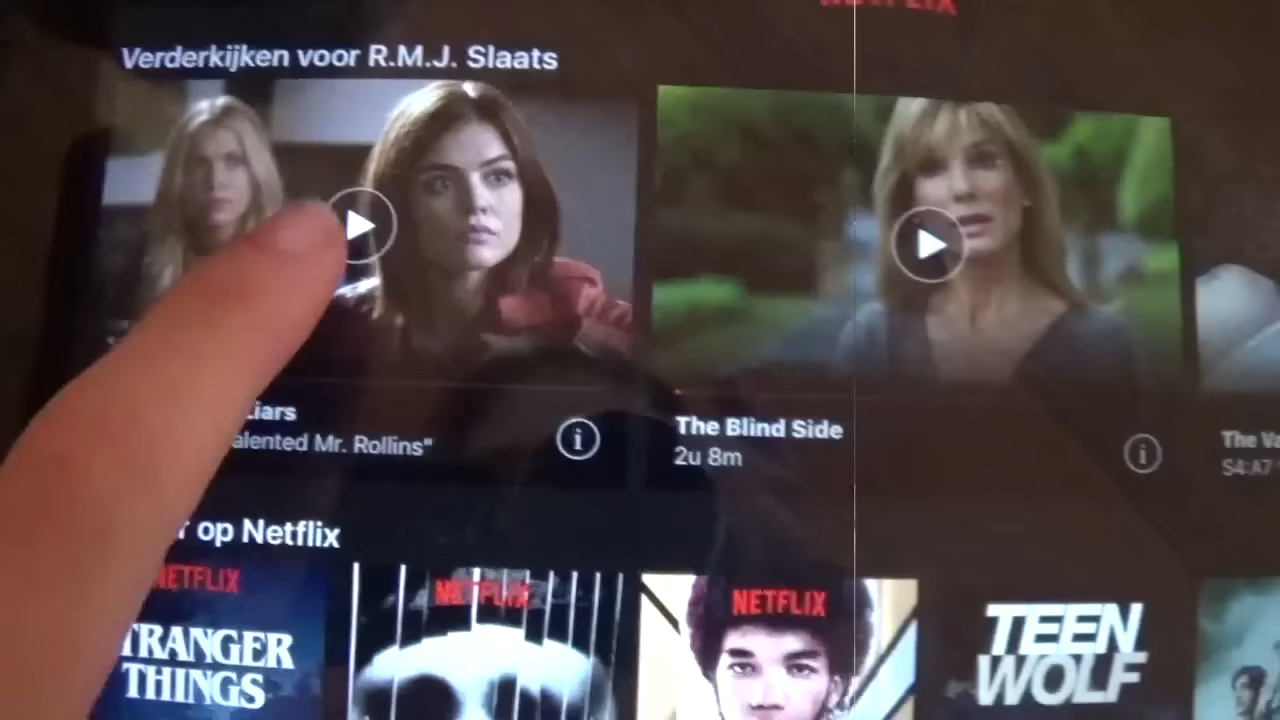 NETFLIX
Verderkijken voor R.M.J. Slaats
Liars
alented Mr. Rollins"
The Blind Side
2u 8m
The Va
S4:A7
r op Netflix
NETFLIX
TRANGER
THINGS
NETFLIX
NETFLIX
TEEN
WOLF